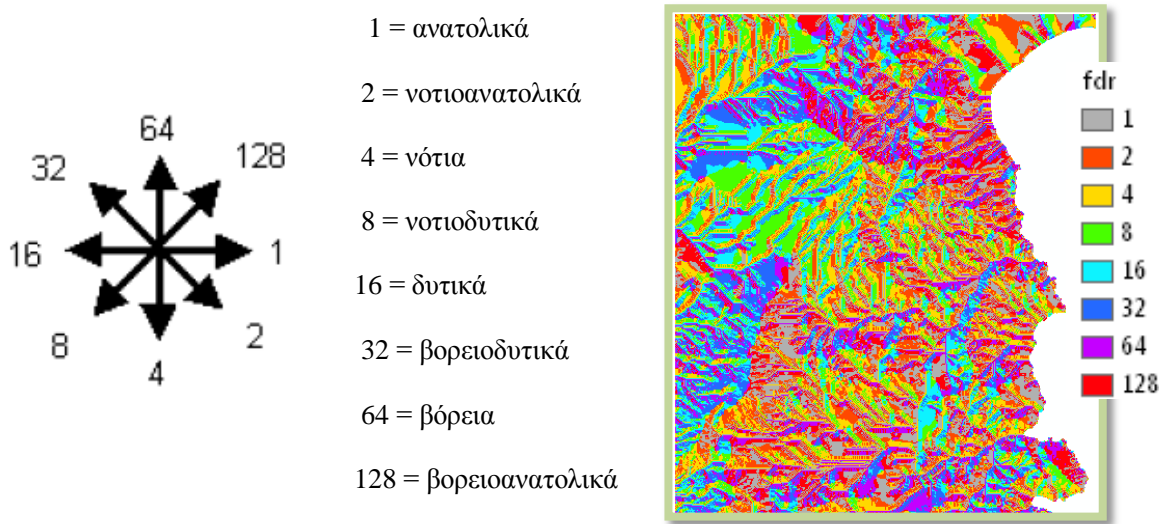 64
128
32
16
1
8
2
4
1 = ανατολικά
2 = νοτιοανατολικά
4 = νότια
8 = νοτιοδυτικά
16 = δυτικά
32 = βορειοδυτικά
64 = βόρεια
128 = βορειοανατολικά
fdr
1
2
4
8
16
32
64
128